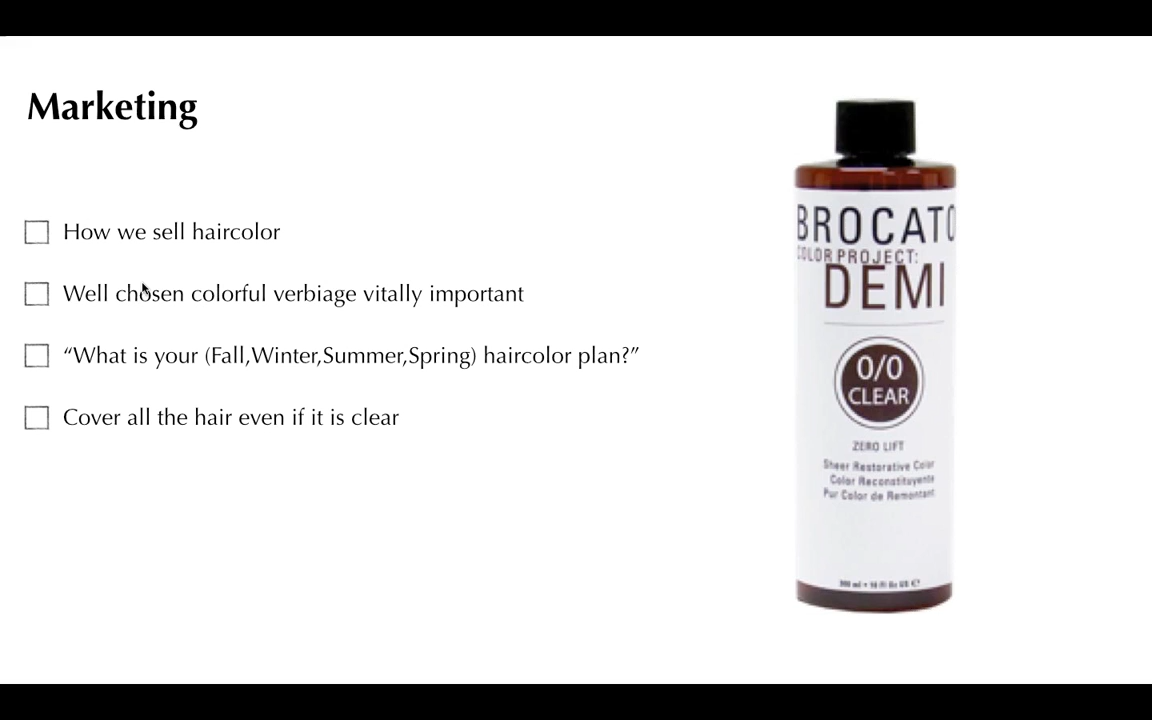 Marketing
How we sell haircolor
Well chosen colorful verbiage vitally important
“What is your (Fall,Winter,Summer,Spring) haircolor plan?”
Cover all the hair even if it is clear
BROCATO
COLOR PROJECT:
DEMI
0/0
CLEAR
ZERO LIFT
Sheer Restorative Color
Color Reconstituyente
Pur Color de Remontant